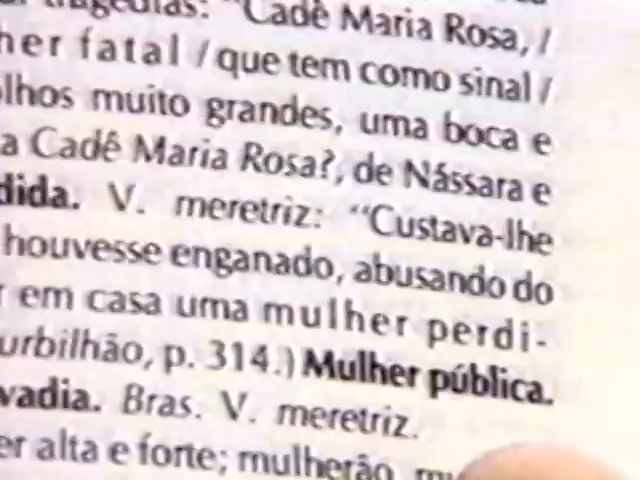 tragédias: "Cadê Maria Rosa, /
her fatal / que tem como sinal /
lhos muito grandes, uma boca e
a Cadê Maria Rosa?, de Nássara e
dida. V. meretriz: "Custava-lhe
houvesse enganado, abusando do
r em casa uma mulher perdi-
urbilhão, p. 314.) Mulher pública.
vadia. Bras. V. meretriz.
er alta e forte; mulherão,